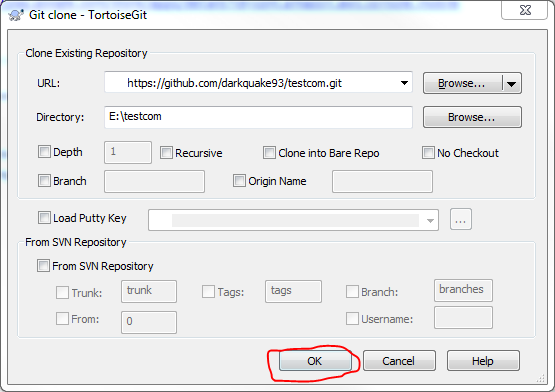 Git clone - TortoiseGit
Clone Existing Repository
URL: https://github.com/darkquake93/testcom.git Browse...
Directory: E:\testcom Browse...
Depth 1 Recursive Clone into Bare Repo No Checkout
Branch Origin Name
Load Putty Key ...
From SVN Repository
From SVN Repository
Trunk: trunk Tags: tags Branch: branches
From: 0 Username:
OK Cancel Help